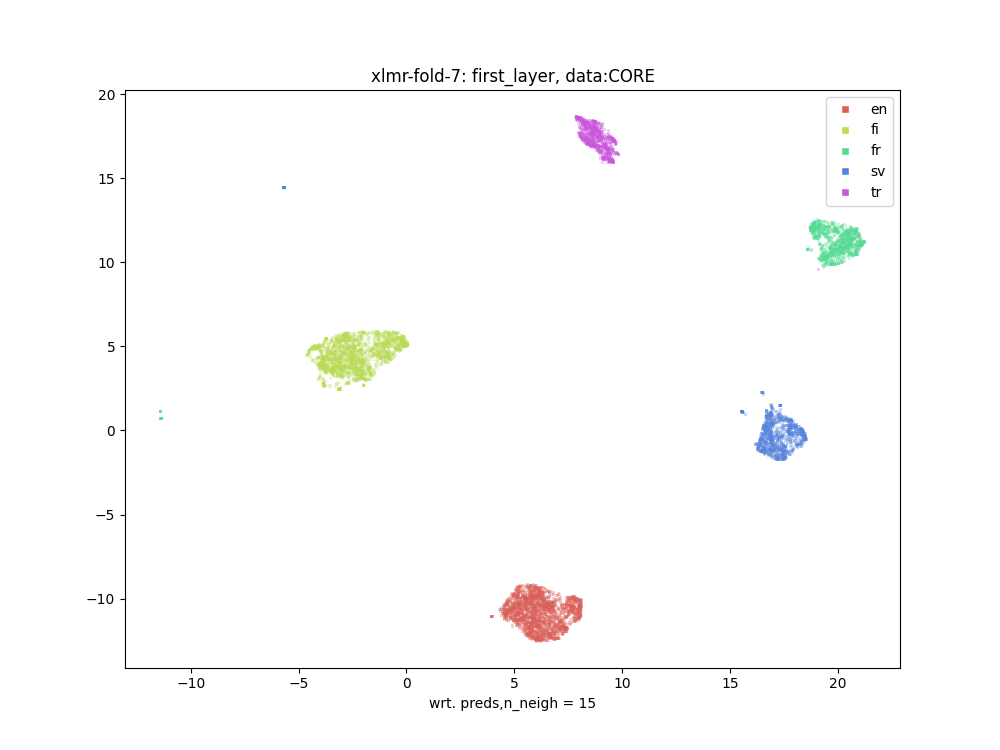 xlmr-fold-7: first_layer, data:CORE
20
15
10
5
0
−5
−10
−10
−5
0
5
10
15
20
wrt. preds,n_neigh = 15
en
fi
fr
sv
tr